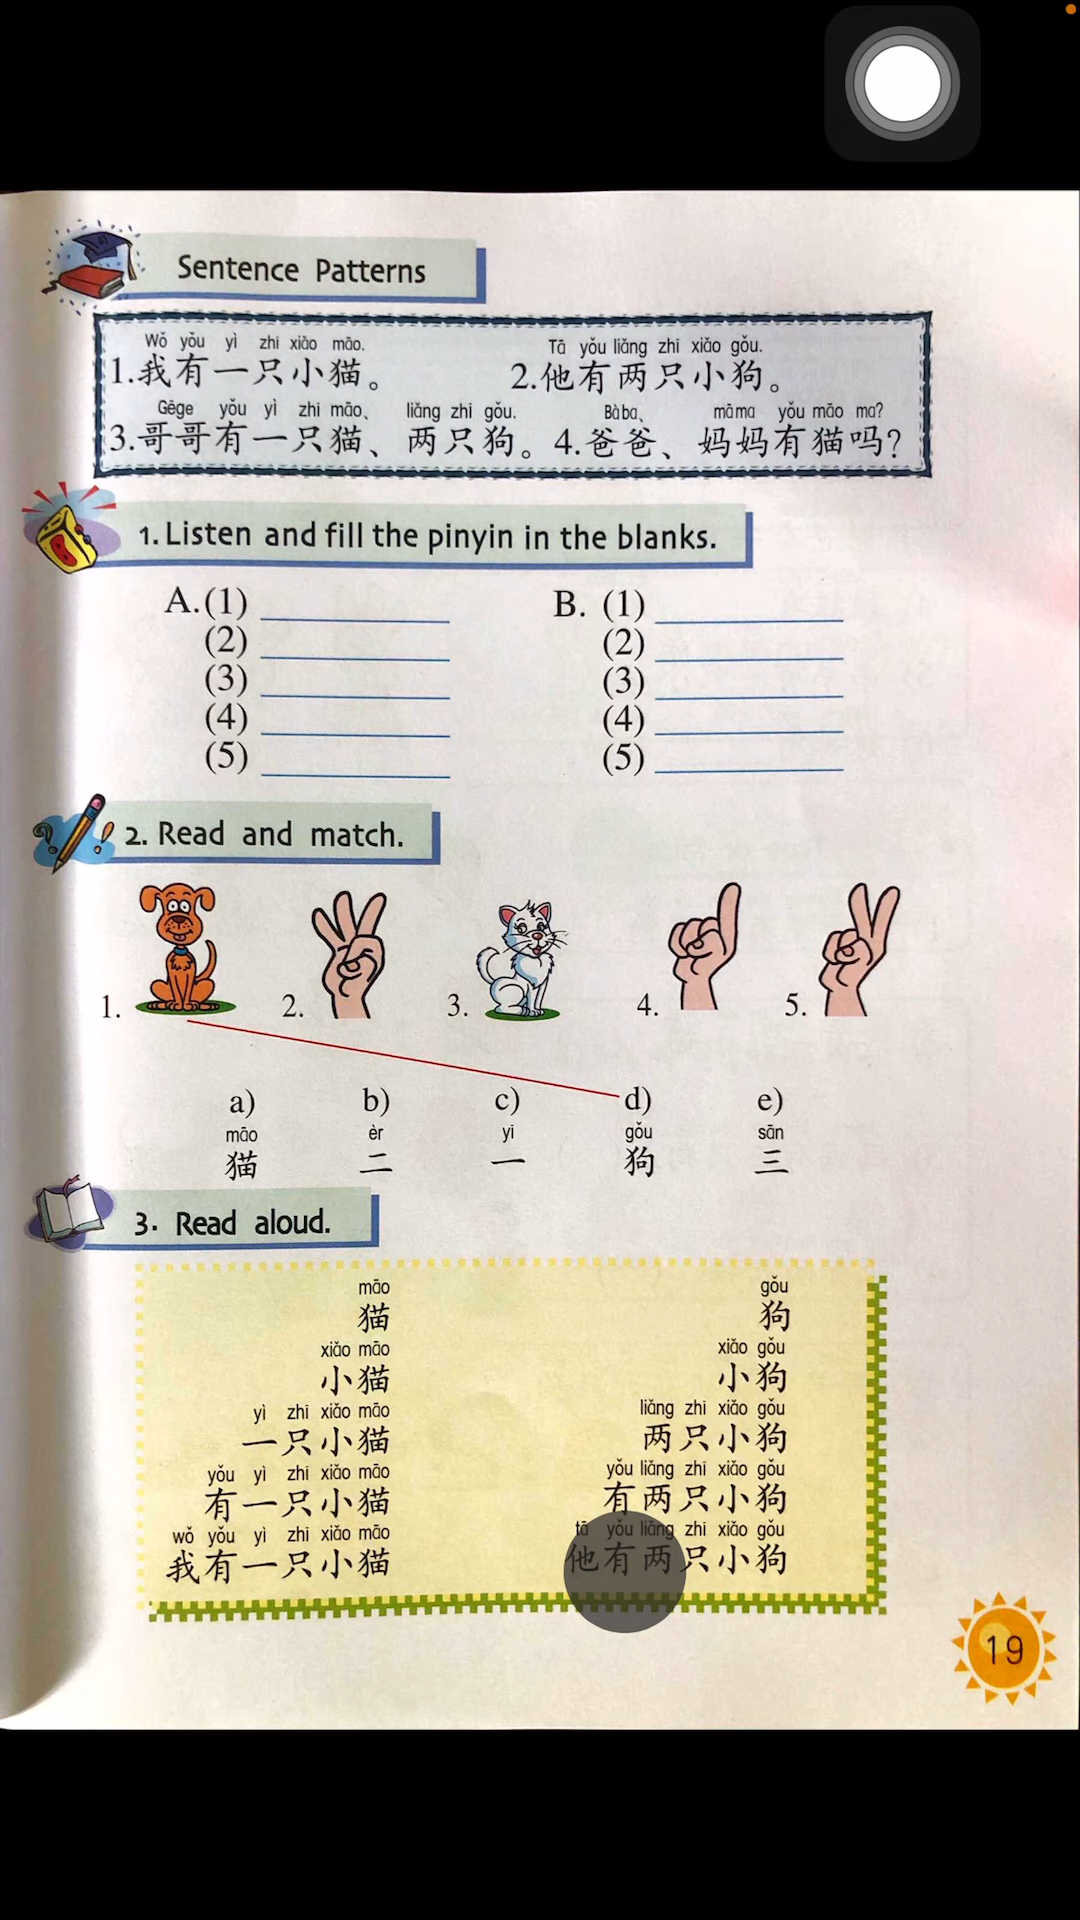 Sentence Patterns
Wǒ yǒu yì zhī xiǎo māo. Tā yǒu liǎng zhī xiǎo gǒu.
1.我有一只小猫。 2.他有两只小狗。
Gēge yǒu yì zhī māo、 liǎng zhī gǒu. Bàba、 māma yǒu māo ma?
3.哥哥有一只猫、两只狗。 4.爸爸、妈妈有猫吗?
1. Listen and fill the pinyin in the blanks.
A.(1) B. (1)
(2) (2)
(3) (3)
(4) (4)
(5) (5)
2. Read and match.
1. 2. 3. 4. 5.
a) b) c) d) e)
māo èr yī gǒu sān
猫 二 一 狗 三
3. Read aloud.
māo gǒu
猫 狗
xiǎo māo xiǎo gǒu
小猫 小狗
yì zhī xiǎo māo liǎng zhī xiǎo gǒu
一只小猫 两只小狗
yǒu yì zhī xiǎo māo yǒu liǎng zhī xiǎo gǒu
有一只小猫 有两只小狗
wǒ yǒu yì zhī xiǎo māo tā yǒu liǎng zhī xiǎo gǒu
我有一只小猫 他有两只小狗
19